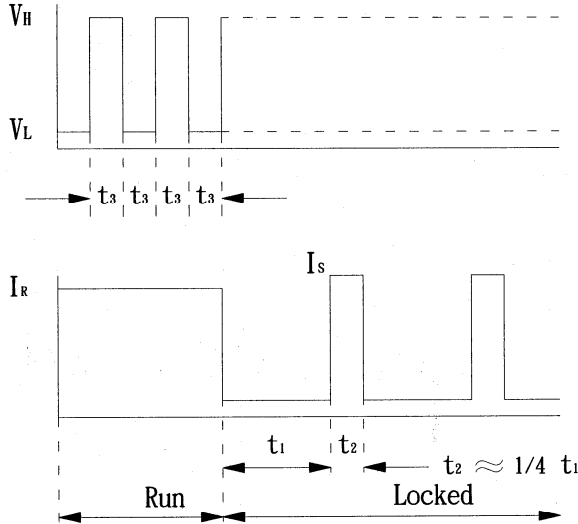 VH
VL
t3 t3 t3 t3
Is
IR
t1 t2
t2 ≈ 1/4 t1
Run Locked